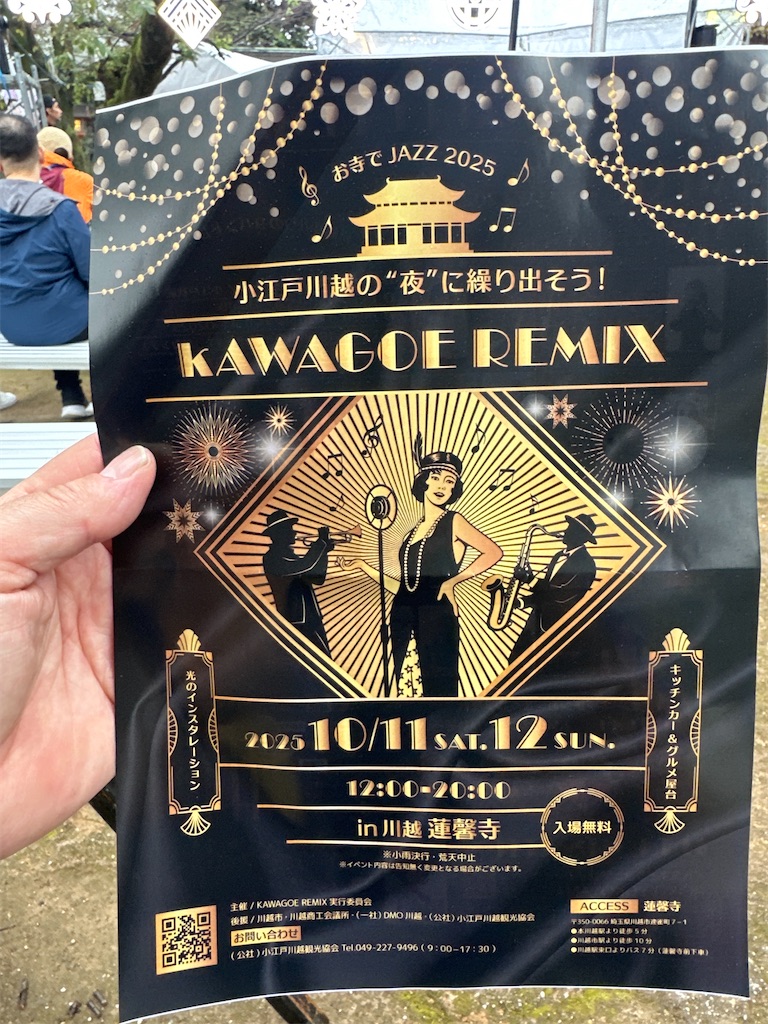 お寺で JAZZ 2025
小江戸川越の“夜”に繰り出そう！
KAWAGOE REMIX
光のインスタレーション
キッチンカー＆グルメ屋台
2025 10/11 SAT. 12 SUN.
12:00-20:00
in 川越 蓮馨寺
入場無料
※小雨決行・荒天中止
※イベント内容は告知無く変更となる場合がございます。
主催 / KAWAGOE REMIX 実行委員会
後援 / 川越市・川越商工会議所・（一社）DMO 川越・（公社）小江戸川越観光協会
お問い合わせ
（公社）小江戸川越観光協会 Tel.049-227-9496（9：00−17：30）
ACCESS 蓮馨寺
〒350-0066 埼玉県川越市連雀町7−1
●本川越駅より徒歩 5 分
●川越市駅より徒歩 10 分
●川越駅東口よりバス 7 分（蓮馨寺前下車）